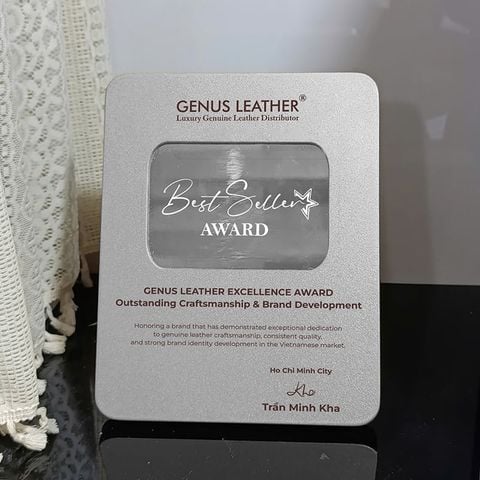 GENUS LEATHER®
Luxury Genuine Leather Distributor
Best Seller
AWARD
GENUS LEATHER EXCELLENCE AWARD
Outstanding Craftsmanship & Brand Development
Honoring a brand that has demonstrated exceptional dedication
to genuine leather craftsmanship, consistent quality,
and strong brand identity development in the Vietnamese market.
Ho Chi Minh City
Kha
Trần Minh Kha